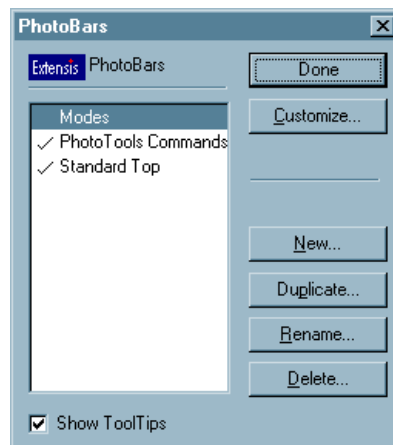 PhotoBars
Extensis PhotoBars
Done
Customize...
Modes
PhotoTools Commands
Standard Top
New...
Duplicate...
Rename...
Delete...
Show ToolTips